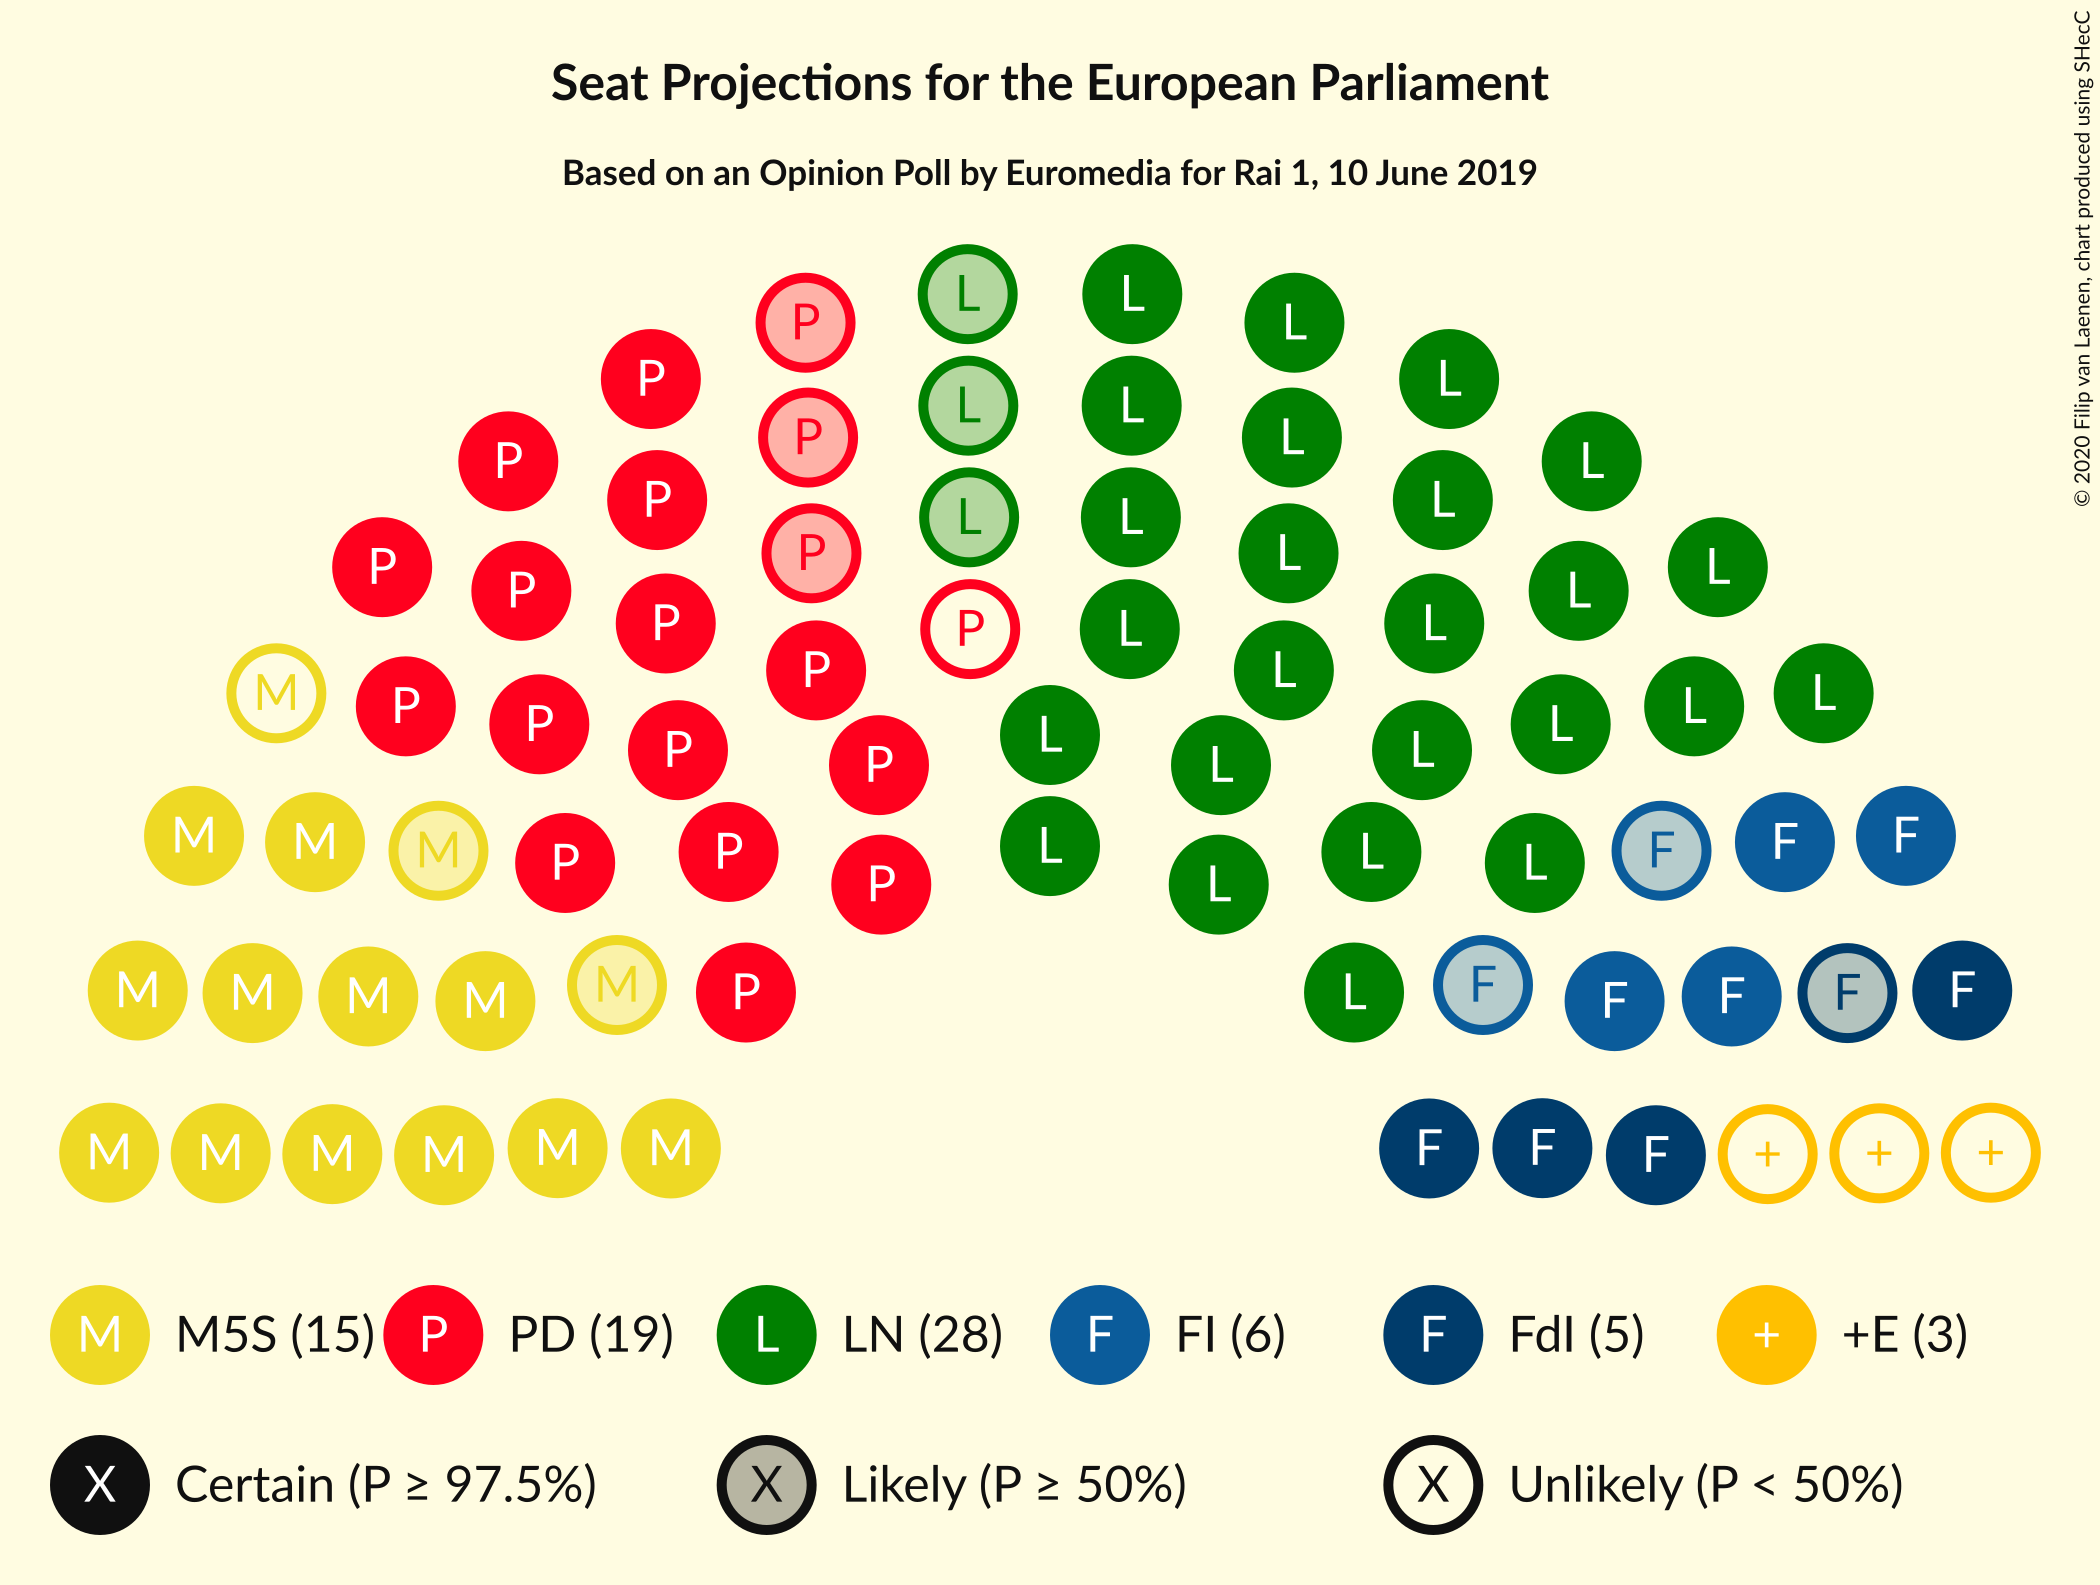 Seat Projections for the European Parliament
Based on an Opinion Poll by Euromedia for Rai 1, 10 June 2019
© 2020 Filip van Laenen, chart produced using SHecC
L L
P L
P L
L L
P L
P L
P L
L L
P L
P L
P L
P L
P L
P L
P L
M L
P L
P L
P L
P L
L
P L
M L
M M M P P L L F F F
L
P L
M M M M M P L F F F F F
M M M M M M F F F + + +
M M5S (15) P PD (19) L LN (28) F FI (6) F FdI (5) + +E (3)
X Certain (P ≥ 97.5%) X Likely (P ≥ 50%) X Unlikely (P < 50%)